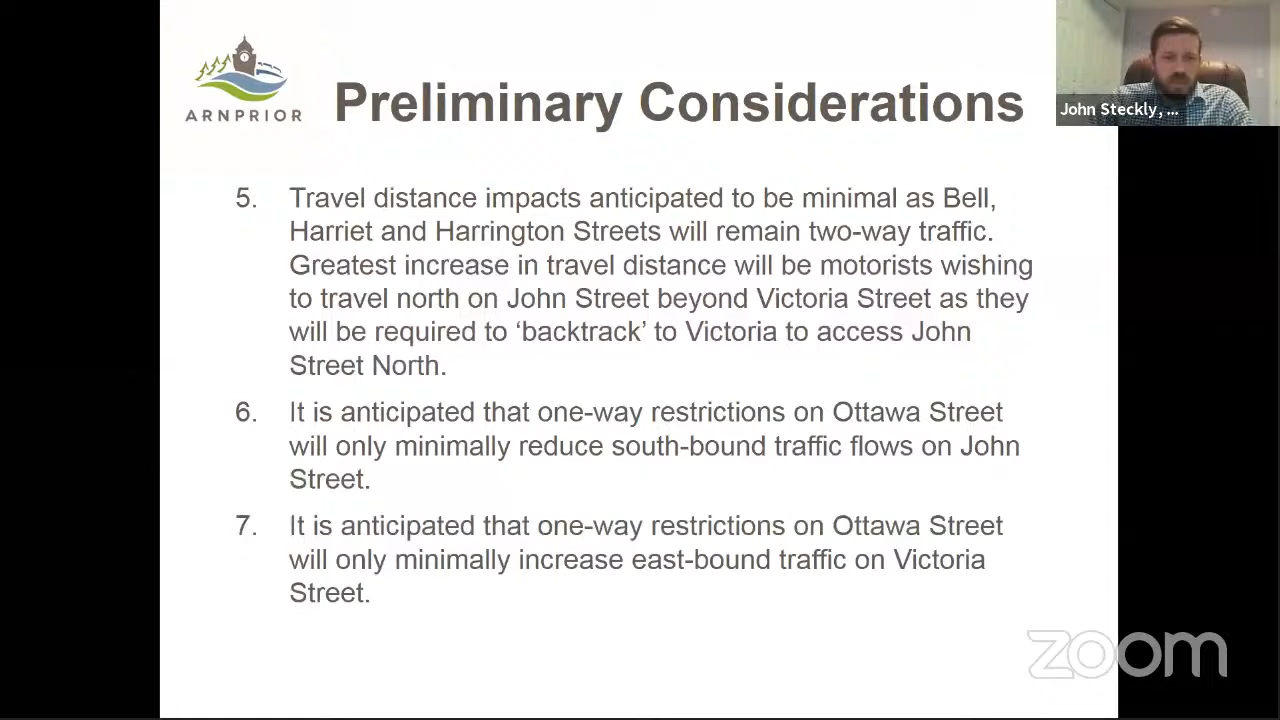 ARNPRIOR
Preliminary Considerations
John Steckly, ...
5. Travel distance impacts anticipated to be minimal as Bell,
Harriet and Harrington Streets will remain two-way traffic.
Greatest increase in travel distance will be motorists wishing
to travel north on John Street beyond Victoria Street as they
will be required to ‘backtrack’ to Victoria to access John
Street North.
6. It is anticipated that one-way restrictions on Ottawa Street
will only minimally reduce south-bound traffic flows on John
Street.
7. It is anticipated that one-way restrictions on Ottawa Street
will only minimally increase east-bound traffic on Victoria
Street.
zoom